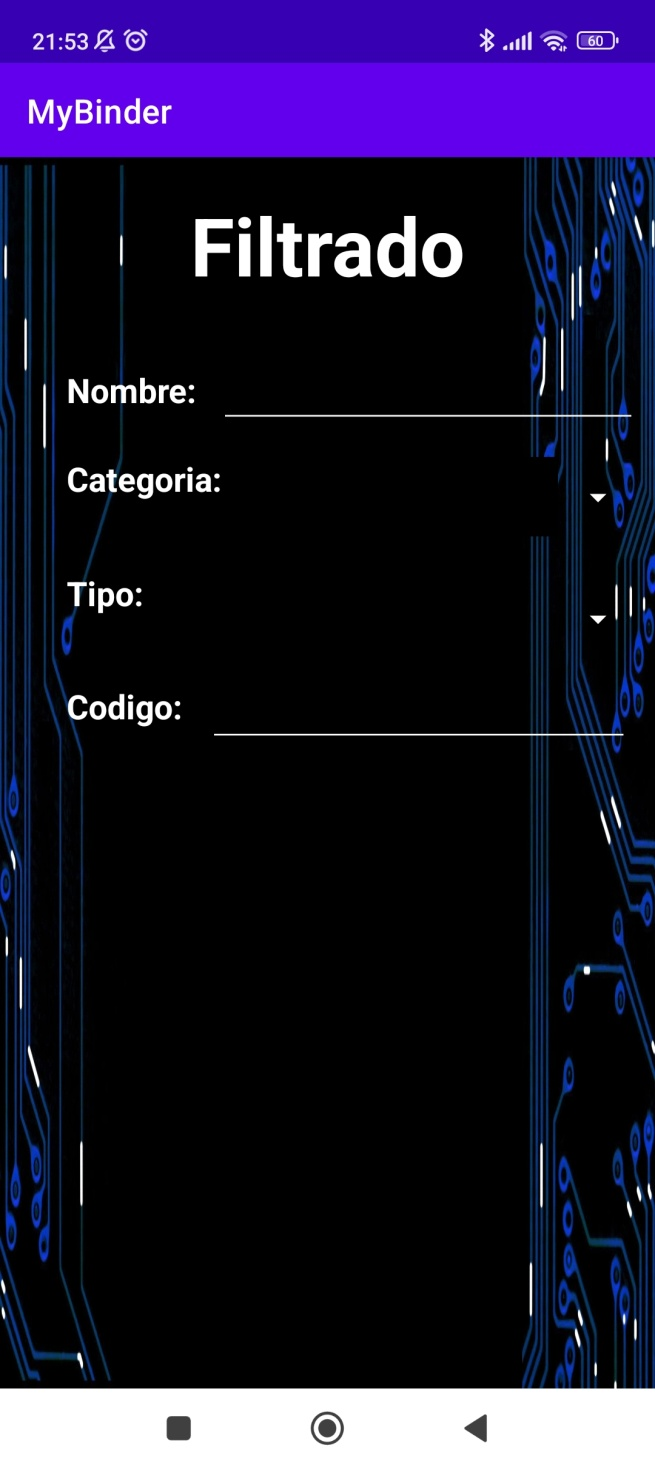 21:53
60
MyBinder
Filtrado
Nombre:
Categoria:
Tipo:
Codigo: